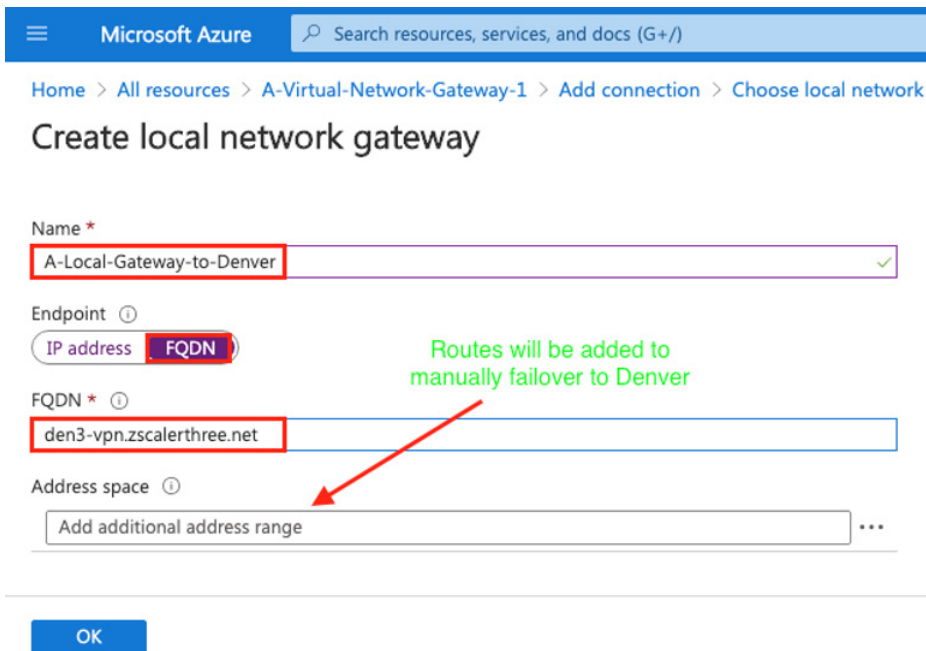 Microsoft Azure
Search resources, services, and docs (G+/)
Home > All resources > A-Virtual-Network-Gateway-1 > Add connection > Choose local network
Create local network gateway
Name *
A-Local-Gateway-to-Denver
Endpoint
IP address FQDN
Routes will be added to
manually failover to Denver
FQDN *
den3-vpn.zscalerthree.net
Address space
Add additional address range
OK